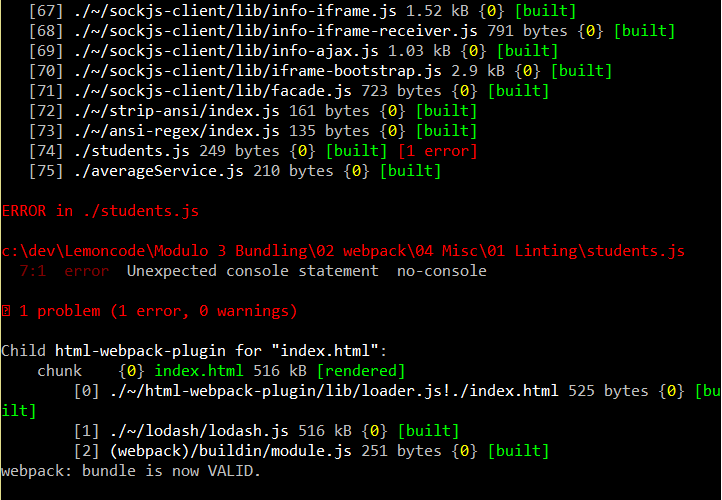 [67] ./~/sockjs-client/lib/info-iframe.js 1.52 kB {0} [built]
[68] ./~/sockjs-client/lib/info-iframe-receiver.js 791 bytes {0} [built]
[69] ./~/sockjs-client/lib/info-ajax.js 1.03 kB {0} [built]
[70] ./~/sockjs-client/lib/iframe-bootstrap.js 2.9 kB {0} [built]
[71] ./~/sockjs-client/lib/facade.js 723 bytes {0} [built]
[72] ./~/strip-ansi/index.js 161 bytes {0} [built]
[73] ./~/ansi-regex/index.js 135 bytes {0} [built]
[74] ./students.js 249 bytes {0} [built] [1 error]
[75] ./averageService.js 210 bytes {0} [built]
ERROR in ./students.js
c:\dev\Lemoncode\Modulo 3 Bundling\02 webpack\04 Misc\01 Linting\students.js
7:1 error Unexpected console statement no-console
1 problem (1 error, 0 warnings)
Child html-webpack-plugin for "index.html":
chunk {0} index.html 516 kB [rendered]
[0] ./~/html-webpack-plugin/lib/loader.js!./index.html 525 bytes {0} [bu
ilt]
[1] ./~/lodash/lodash.js 516 kB {0} [built]
[2] (webpack)/buildin/module.js 251 bytes {0} [built]
webpack: bundle is now VALID.